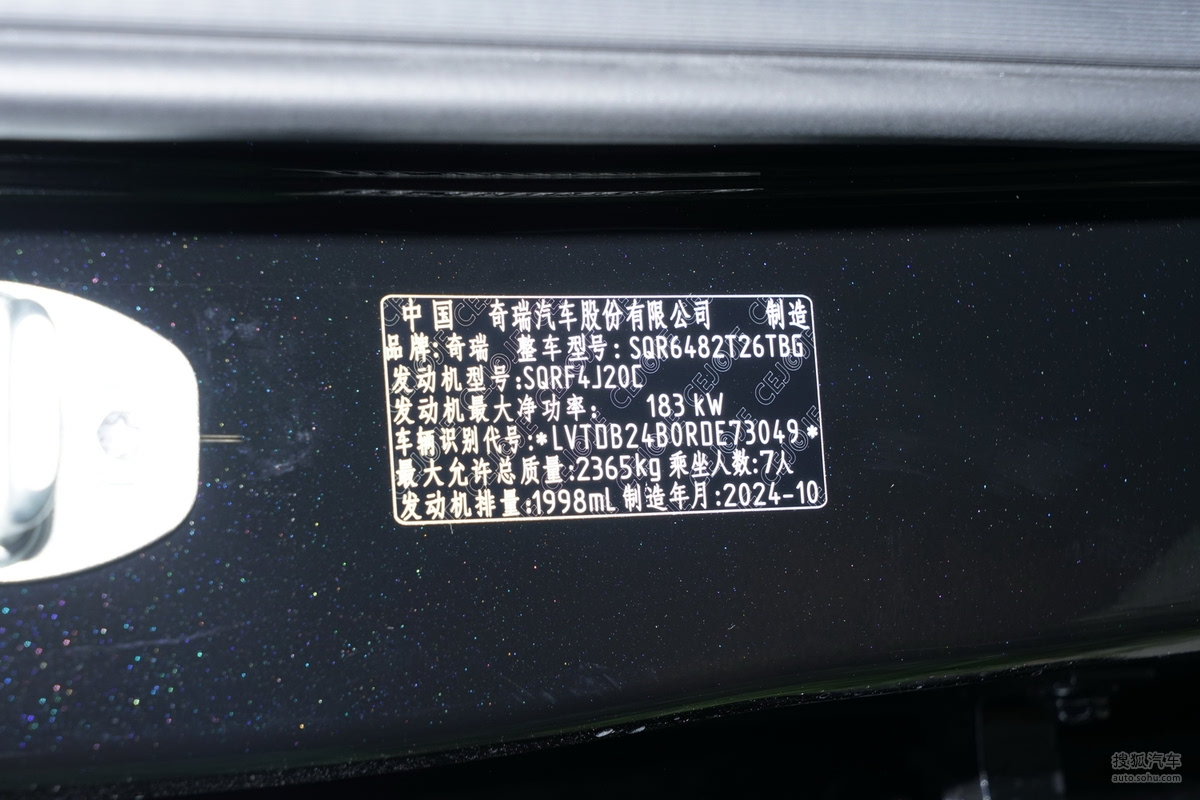 中国 奇瑞汽车股份有限公司 制造
品牌:奇瑞 整车型号:SQR6482T26TBG
发动机型号:SQRF4J20C
发动机最大净功率: 183 kW
车辆识别代号:*LVTDB24B0RDE73049*
最大允许总质量:2365kg 乘坐人数:7人
发动机排量:1998mL 制造年月:2024-10
搜狐汽车
auto.sohu.com